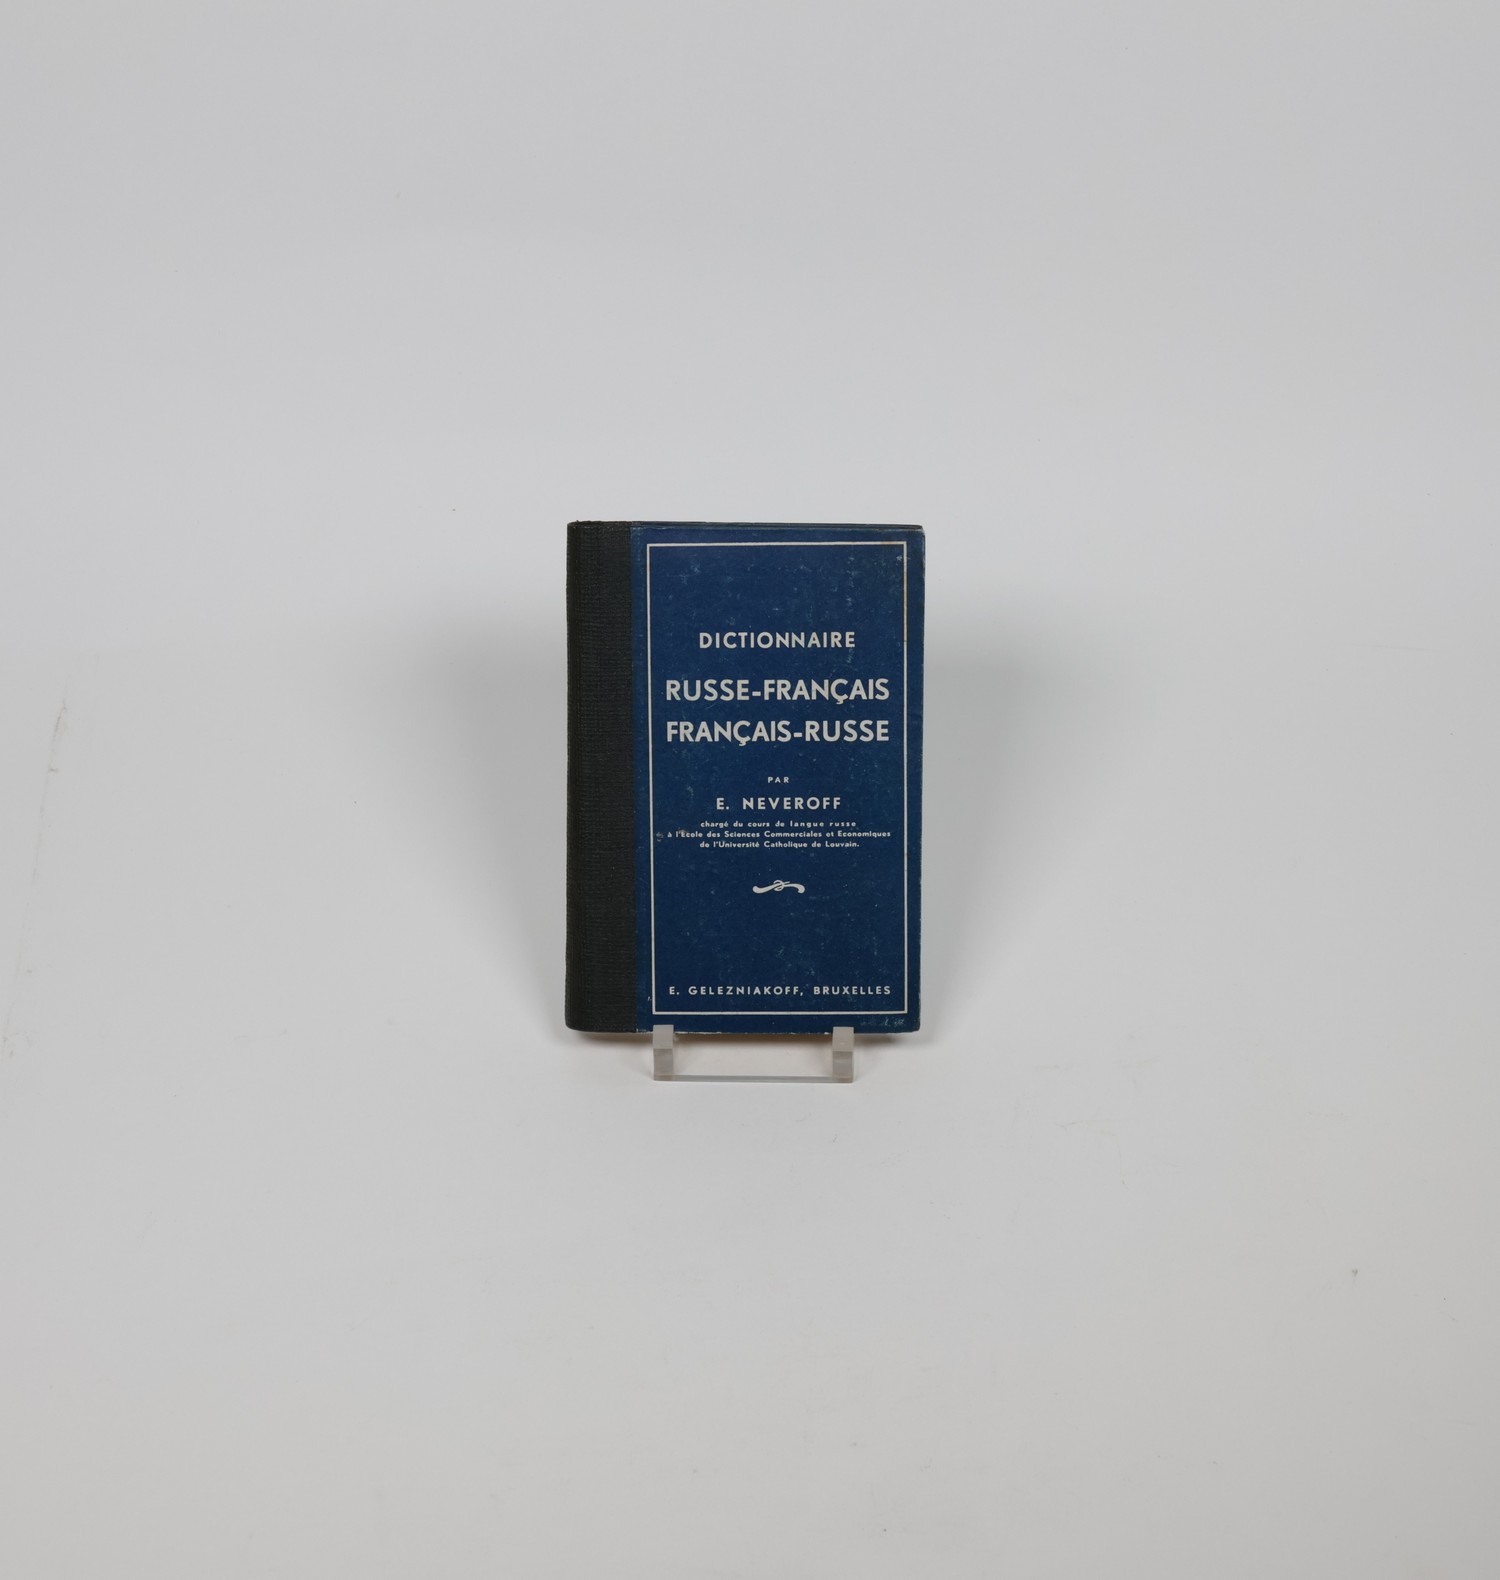 DICTIONNAIRE
RUSSE-FRANÇAIS
FRANÇAIS-RUSSE
PAR
E. NEVEROFF
chargé du cours de langue russe
à l'Ecole des Sciences Commerciales et Economiques
de l'Université Catholique de Louvain.
E. GELEZNIAKOFF, BRUXELLES